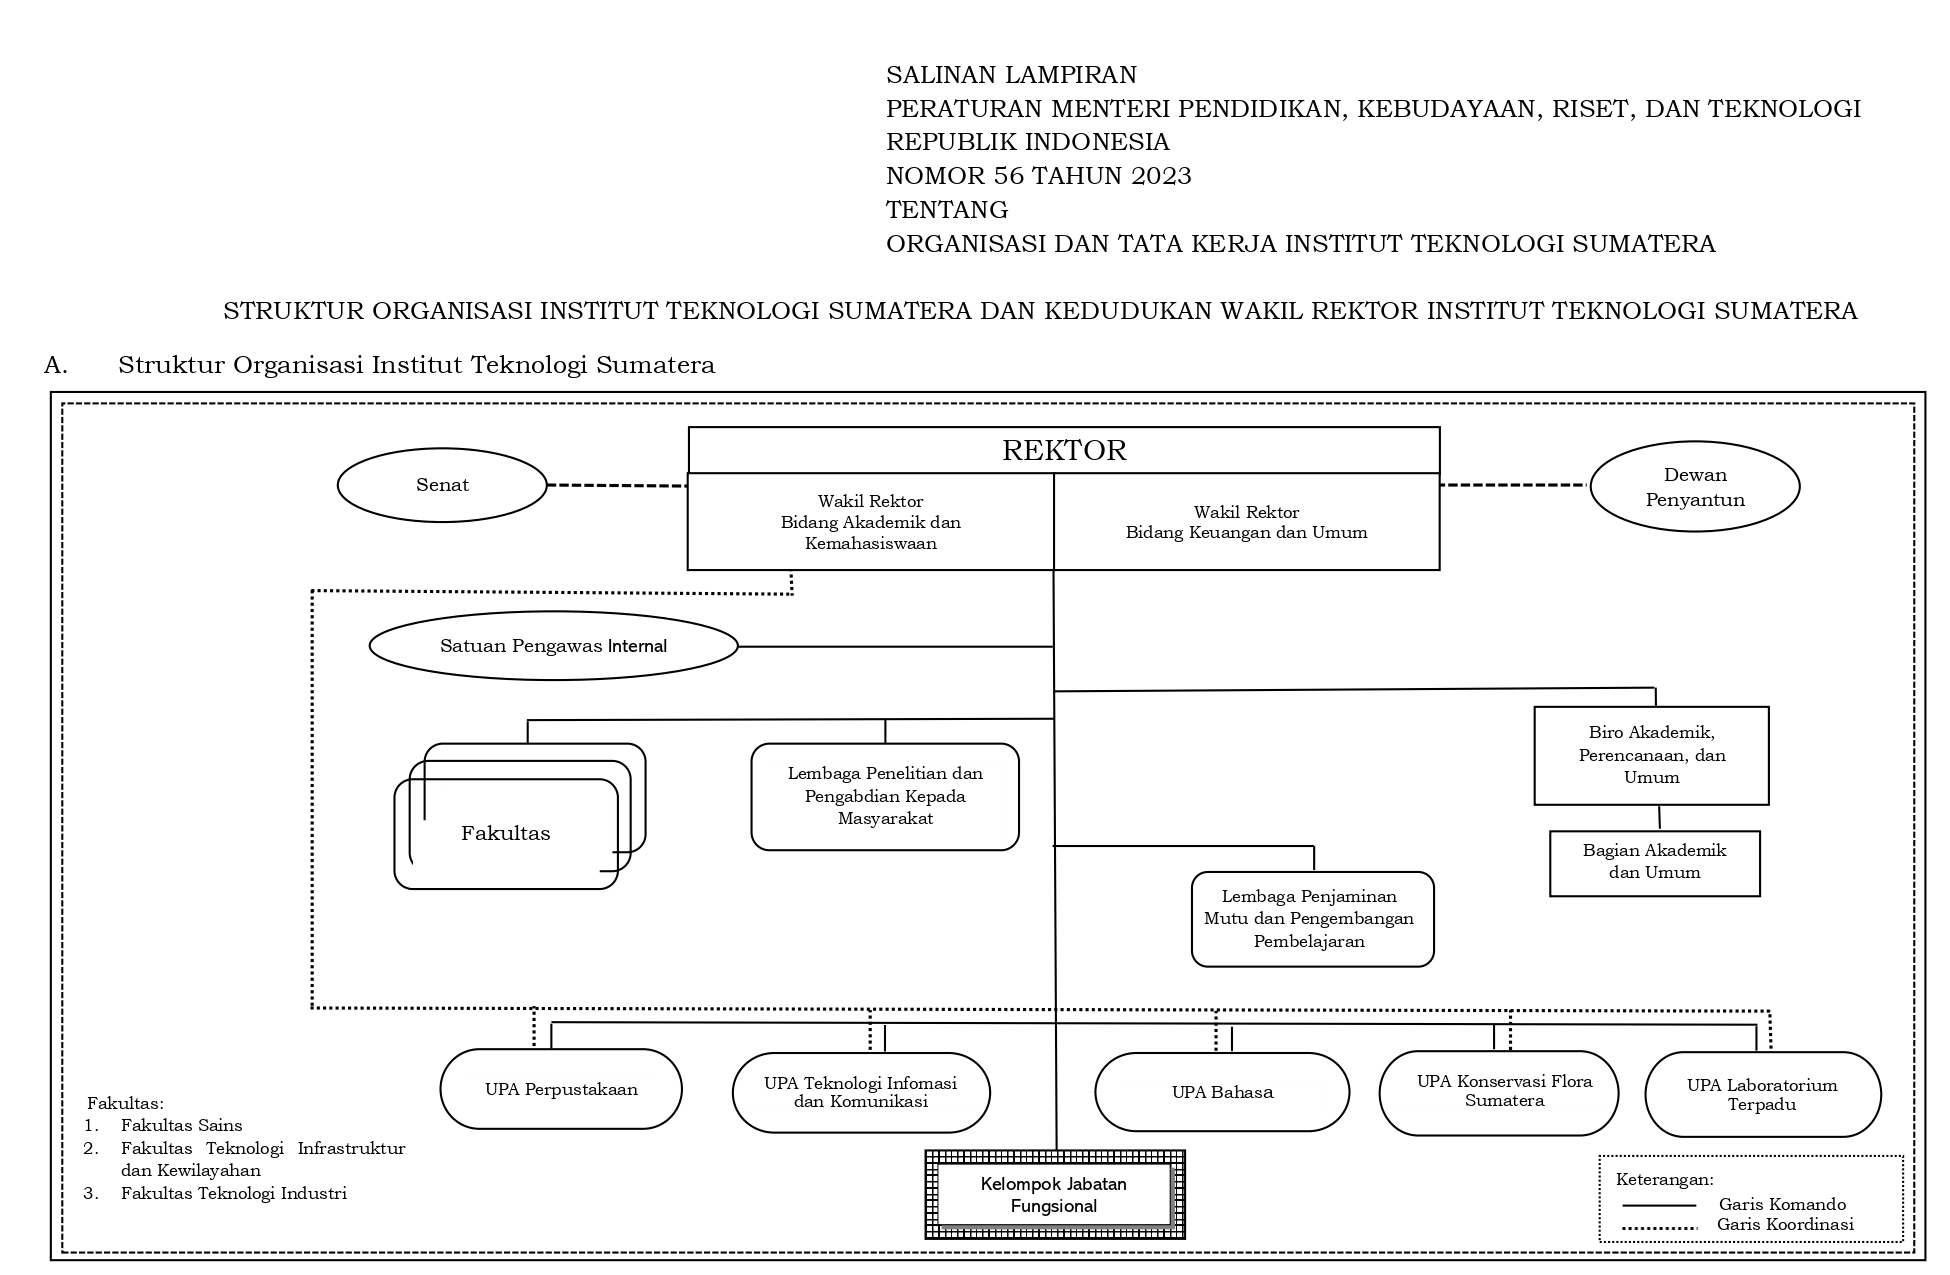 SALINAN LAMPIRAN
PERATURAN MENTERI PENDIDIKAN, KEBUDAYAAN, RISET, DAN TEKNOLOGI
REPUBLIK INDONESIA
NOMOR 56 TAHUN 2023
TENTANG
ORGANISASI DAN TATA KERJA INSTITUT TEKNOLOGI SUMATERA
STRUKTUR ORGANISASI INSTITUT TEKNOLOGI SUMATERA DAN KEDUDUKAN WAKIL REKTOR INSTITUT TEKNOLOGI SUMATERA
A. Struktur Organisasi Institut Teknologi Sumatera
REKTOR
Senat
Wakil Rektor
Bidang Akademik dan
Kemahasiswaan
Wakil Rektor
Bidang Keuangan dan Umum
Dewan
Penyantun
Satuan Pengawas Internal
Fakultas
Lembaga Penelitian dan
Pengabdian Kepada
Masyarakat
Biro Akademik,
Perencanaan, dan
Umum
Bagian Akademik
dan Umum
Lembaga Penjaminan
Mutu dan Pengembangan
Pembelajaran
UPA Perpustakaan
UPA Teknologi Infomasi
dan Komunikasi
UPA Bahasa
UPA Konservasi Flora
Sumatera
UPA Laboratorium
Terpadu
Fakultas:
1. Fakultas Sains
2. Fakultas Teknologi Infrastruktur
dan Kewilayahan
3. Fakultas Teknologi Industri
Kelompok Jabatan
Fungsional
Keterangan:
Garis Komando
Garis Koordinasi